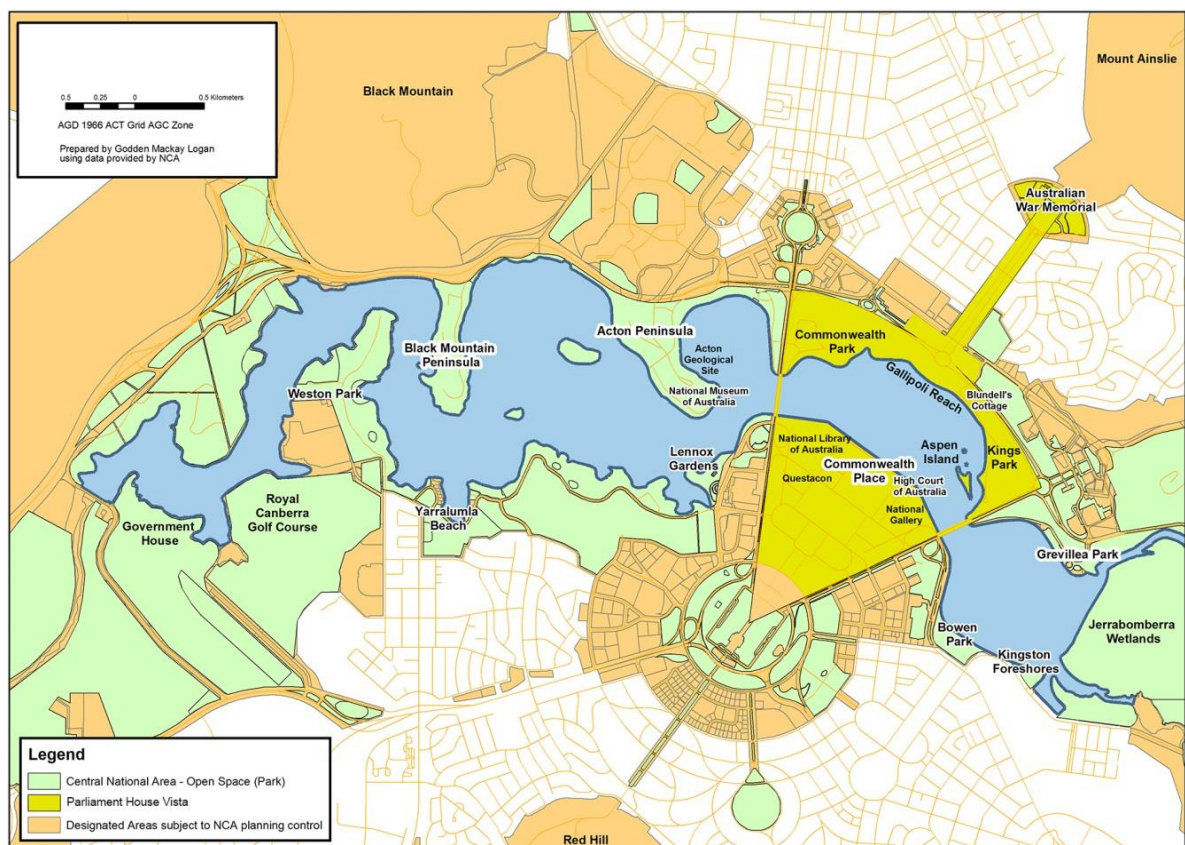 0.5 0.25 0 0.5 Kilometers
AGD 1966 ACT Grid AGC Zone
Prepared by Godden Mackay Logan
using data provided by NCA
Black Mountain
Mount Ainslie
Australian
War Memorial
Commonwealth
Park
Acton Peninsula
Acton
Geological
Site
Black Mountain
Peninsula
Gallipoli Reach
National Museum
of Australia
Blundell's
Cottage
Weston Park
National Library
of Australia
Aspen
Island
Kings
Park
Lennox
Gardens
Commonwealth
Place
Questacon
High Court
of Australia
Royal
Canberra
Golf Course
Yarralumla
Beach
National
Gallery
Government
House
Grevillea Park
Bowen
Park
Jerrabomberra
Wetlands
Kingston
Foreshores
Legend
Central National Area - Open Space (Park)
Parliament House Vista
Designated Areas subject to NCA planning control
Red Hill